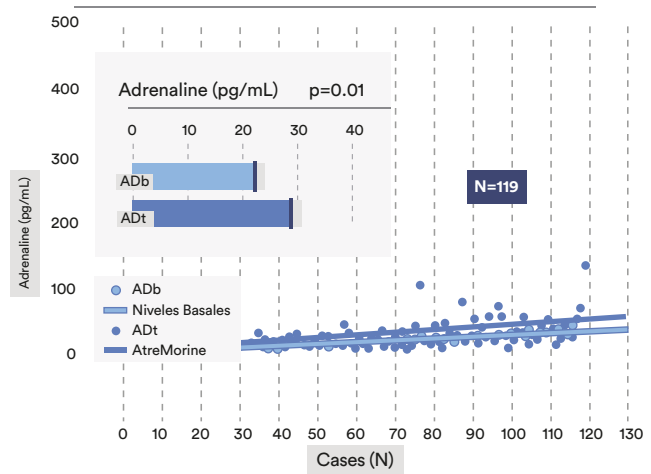 500
400
300
200
100
0
Adrenaline (pg/mL)
Adrenaline (pg/mL) p=0.01
0 10 20 30 40
ADb
ADt
N=119
ADb
Niveles Basales
ADt
AtreMorine
0 10 20 30 40 50 60 70 80 90 100 110 120 130
Cases (N)